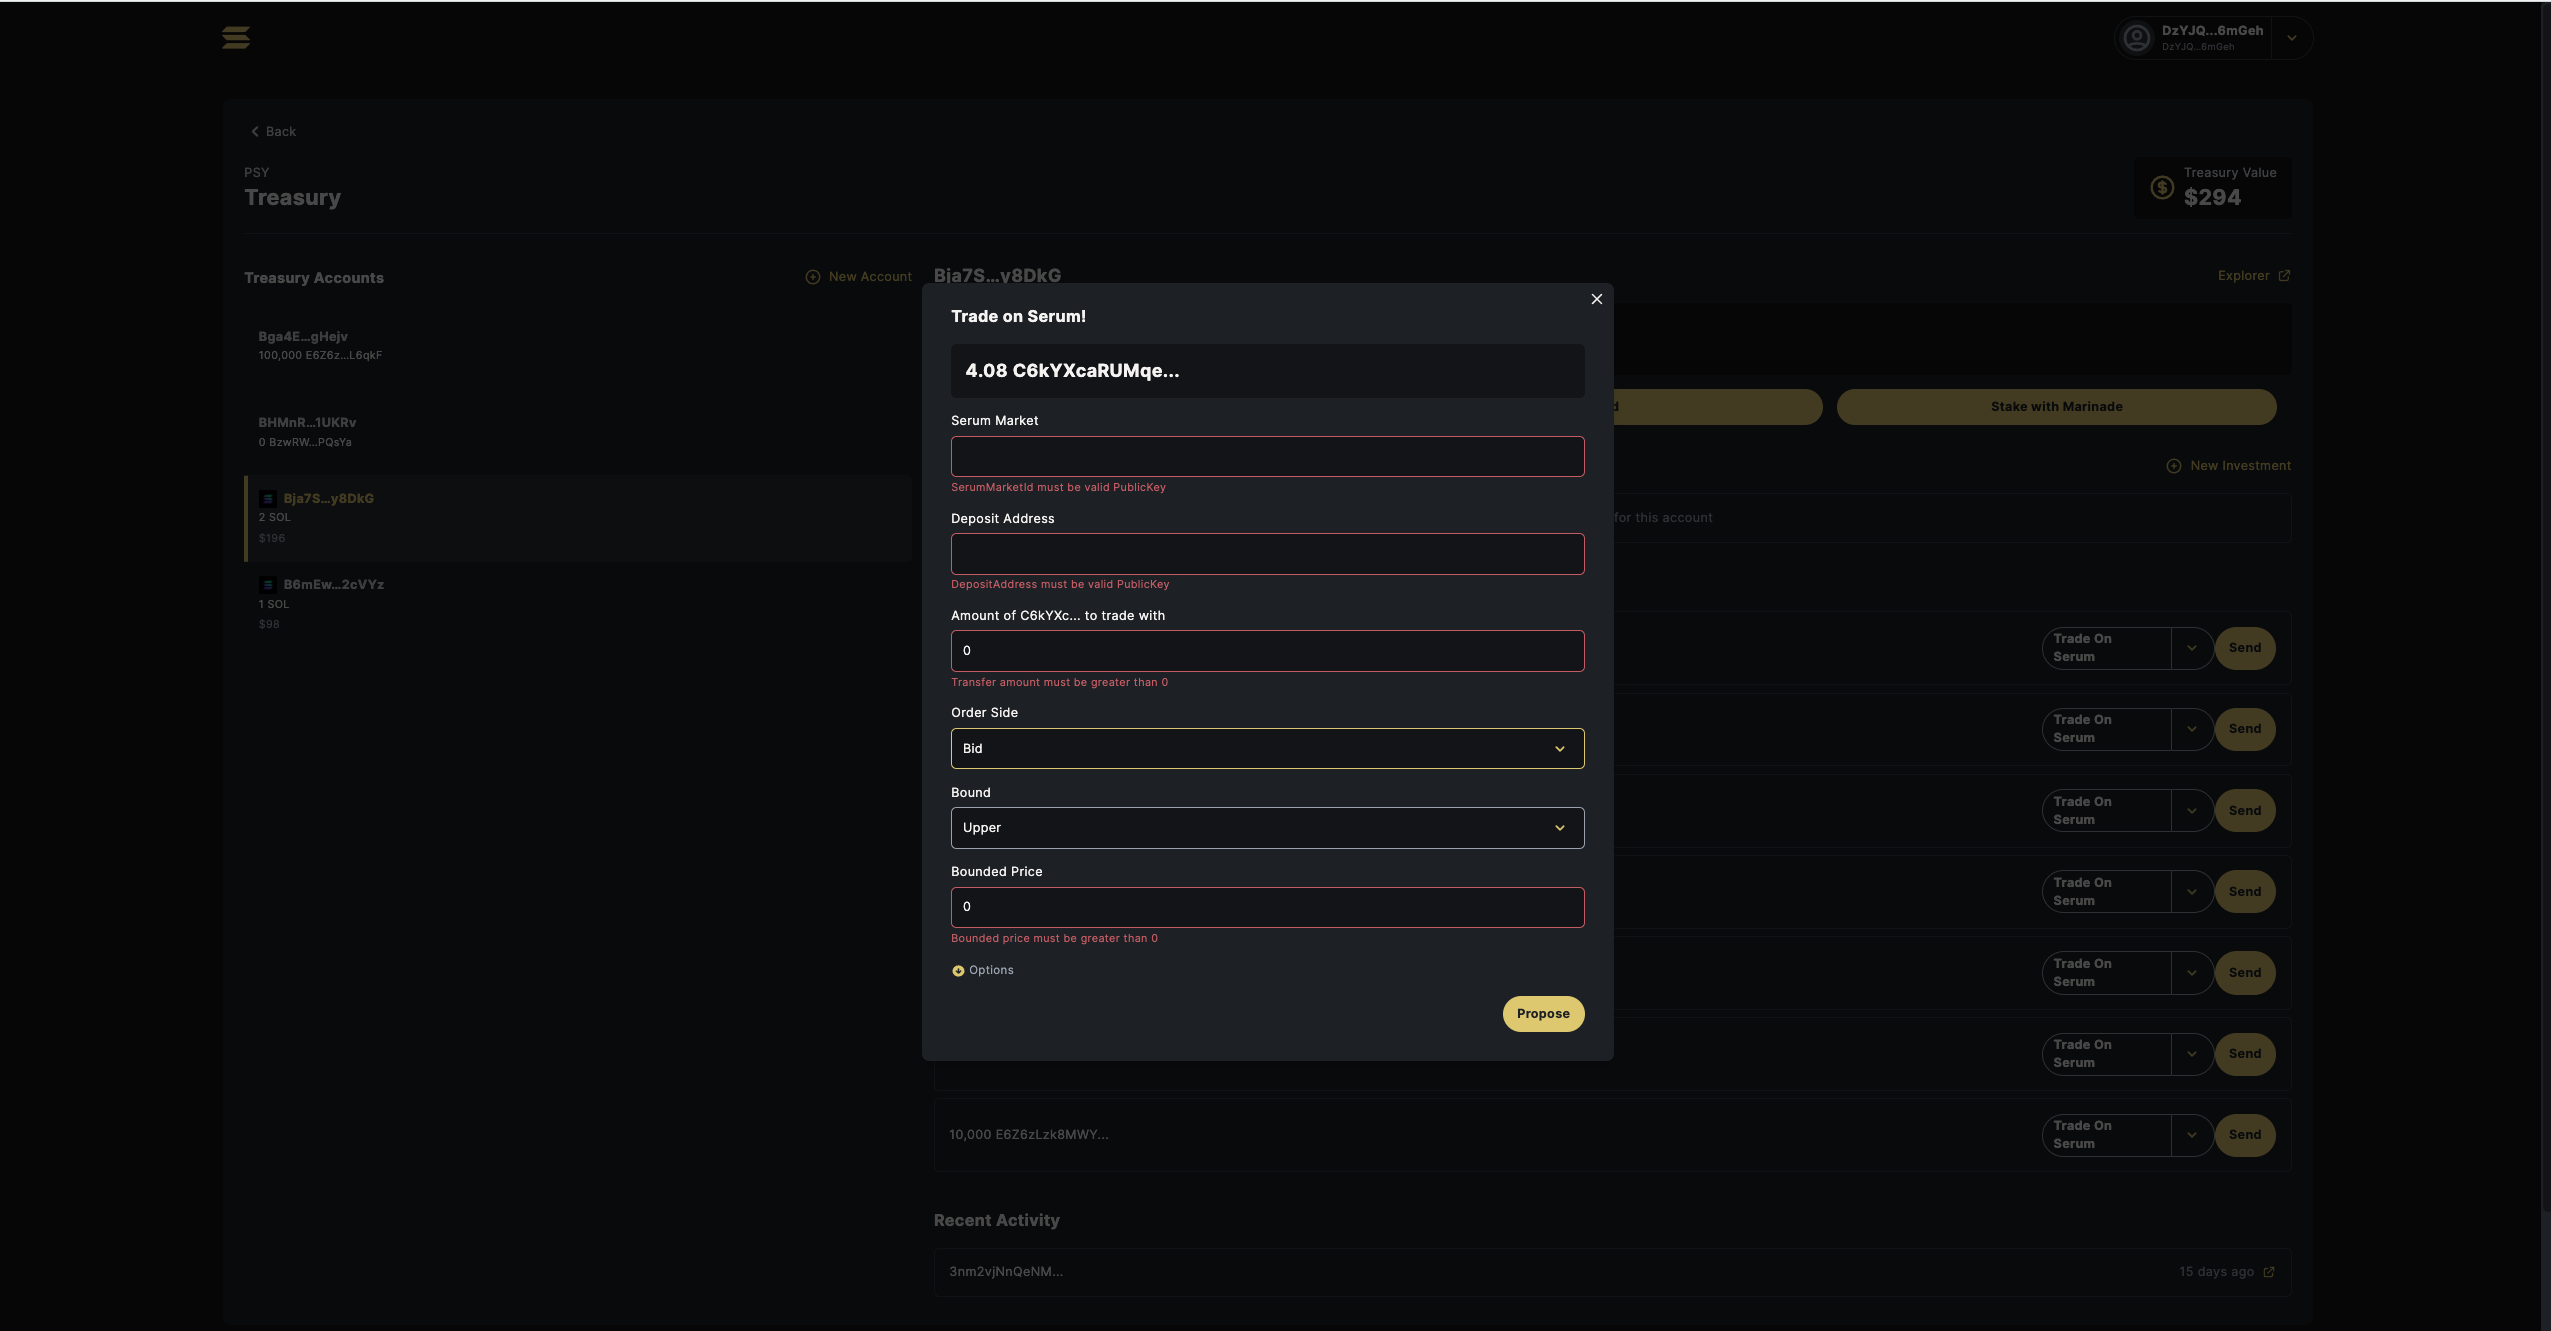 DzYJQ...6mGeh
DzYJQ...6mGeh
Back
PSY
Treasury
Treasury Value
$294
Treasury Accounts
New Account
Bga4E...gHejv
100,000 E6Z6z...L6qkF
BHMnR...1UKRv
0 BzwRW...PQsYa
Bja7S...y8DkG
2 SOL
$196
B6mEw...2cVYz
1 SOL
$98
Bja7S...y8DkG
Explorer
Stake with Marinade
New Investment
for this account
Trade on Serum!
4.08 C6kYXcaRUMqe...
Serum Market
SerumMarketId must be valid PublicKey
Deposit Address
DepositAddress must be valid PublicKey
Amount of C6kYXc... to trade with
0
Transfer amount must be greater than 0
Order Side
Bid
Bound
Upper
Bounded Price
0
Bounded price must be greater than 0
Options
Propose
Trade On
Serum
Send
Trade On
Serum
Send
Trade On
Serum
Send
Trade On
Serum
Send
Trade On
Serum
Send
Trade On
Serum
Send
10,000 E6Z6zLzk8MWY...
Trade On
Serum
Send
Recent Activity
3nm2vjNnQeNM...
15 days ago